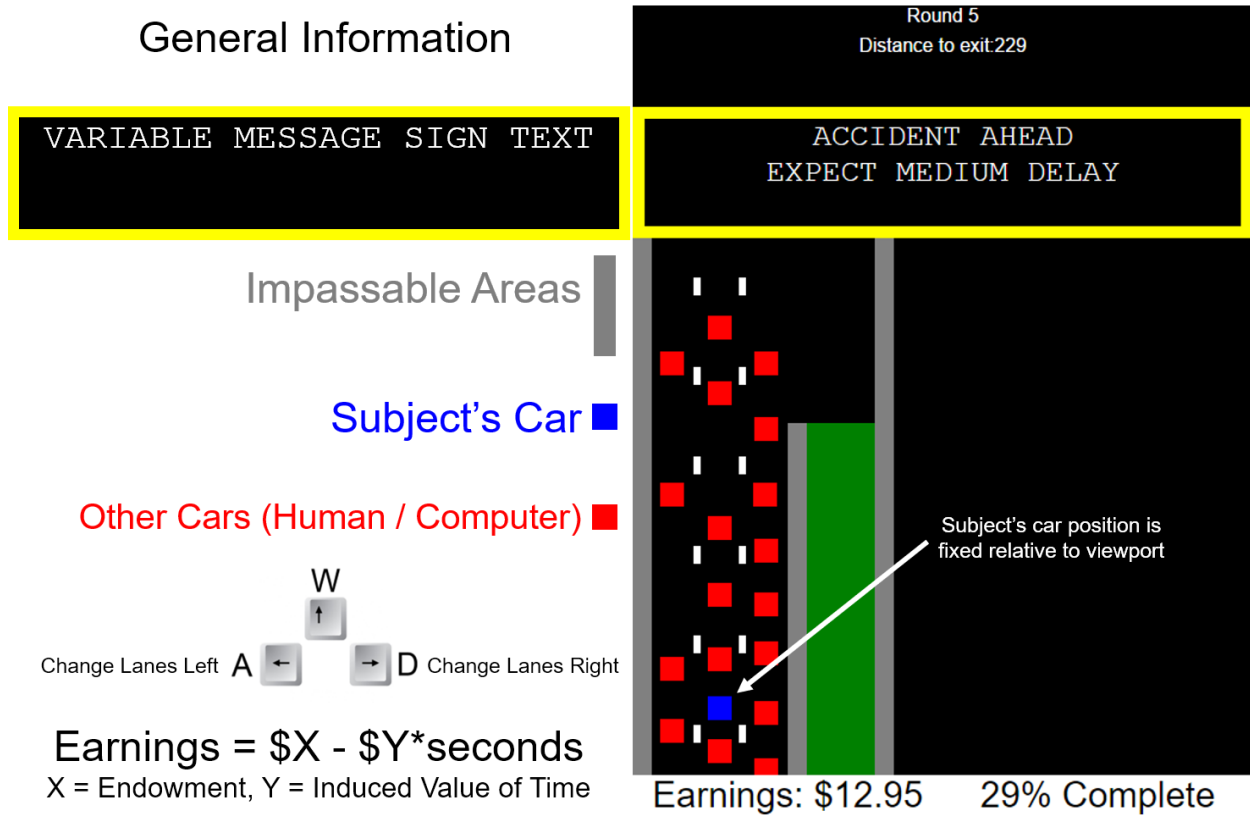 General Information
Round 5
Distance to exit:229
VARIABLE MESSAGE SIGN TEXT
ACCIDENT AHEAD
EXPECT MEDIUM DELAY
Impassable Areas
Subject's Car
Other Cars (Human / Computer)
Subject's car position is
fixed relative to viewport
W
Change Lanes Left A D Change Lanes Right
Earnings = $X - $Y*seconds
X = Endowment, Y = Induced Value of Time
Earnings: $12.95 29% Complete